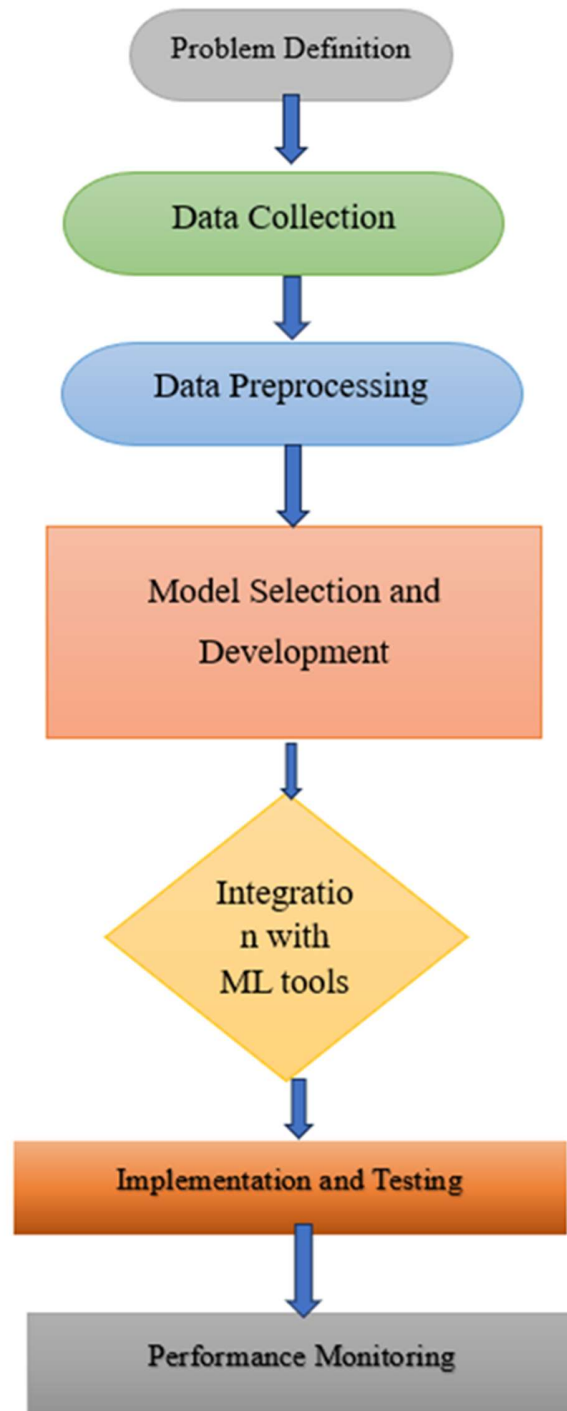 Problem Definition
Data Collection
Data Preprocessing
Model Selection and
Development
Integratio
n with
ML tools
Implementation and Testing
Performance Monitoring